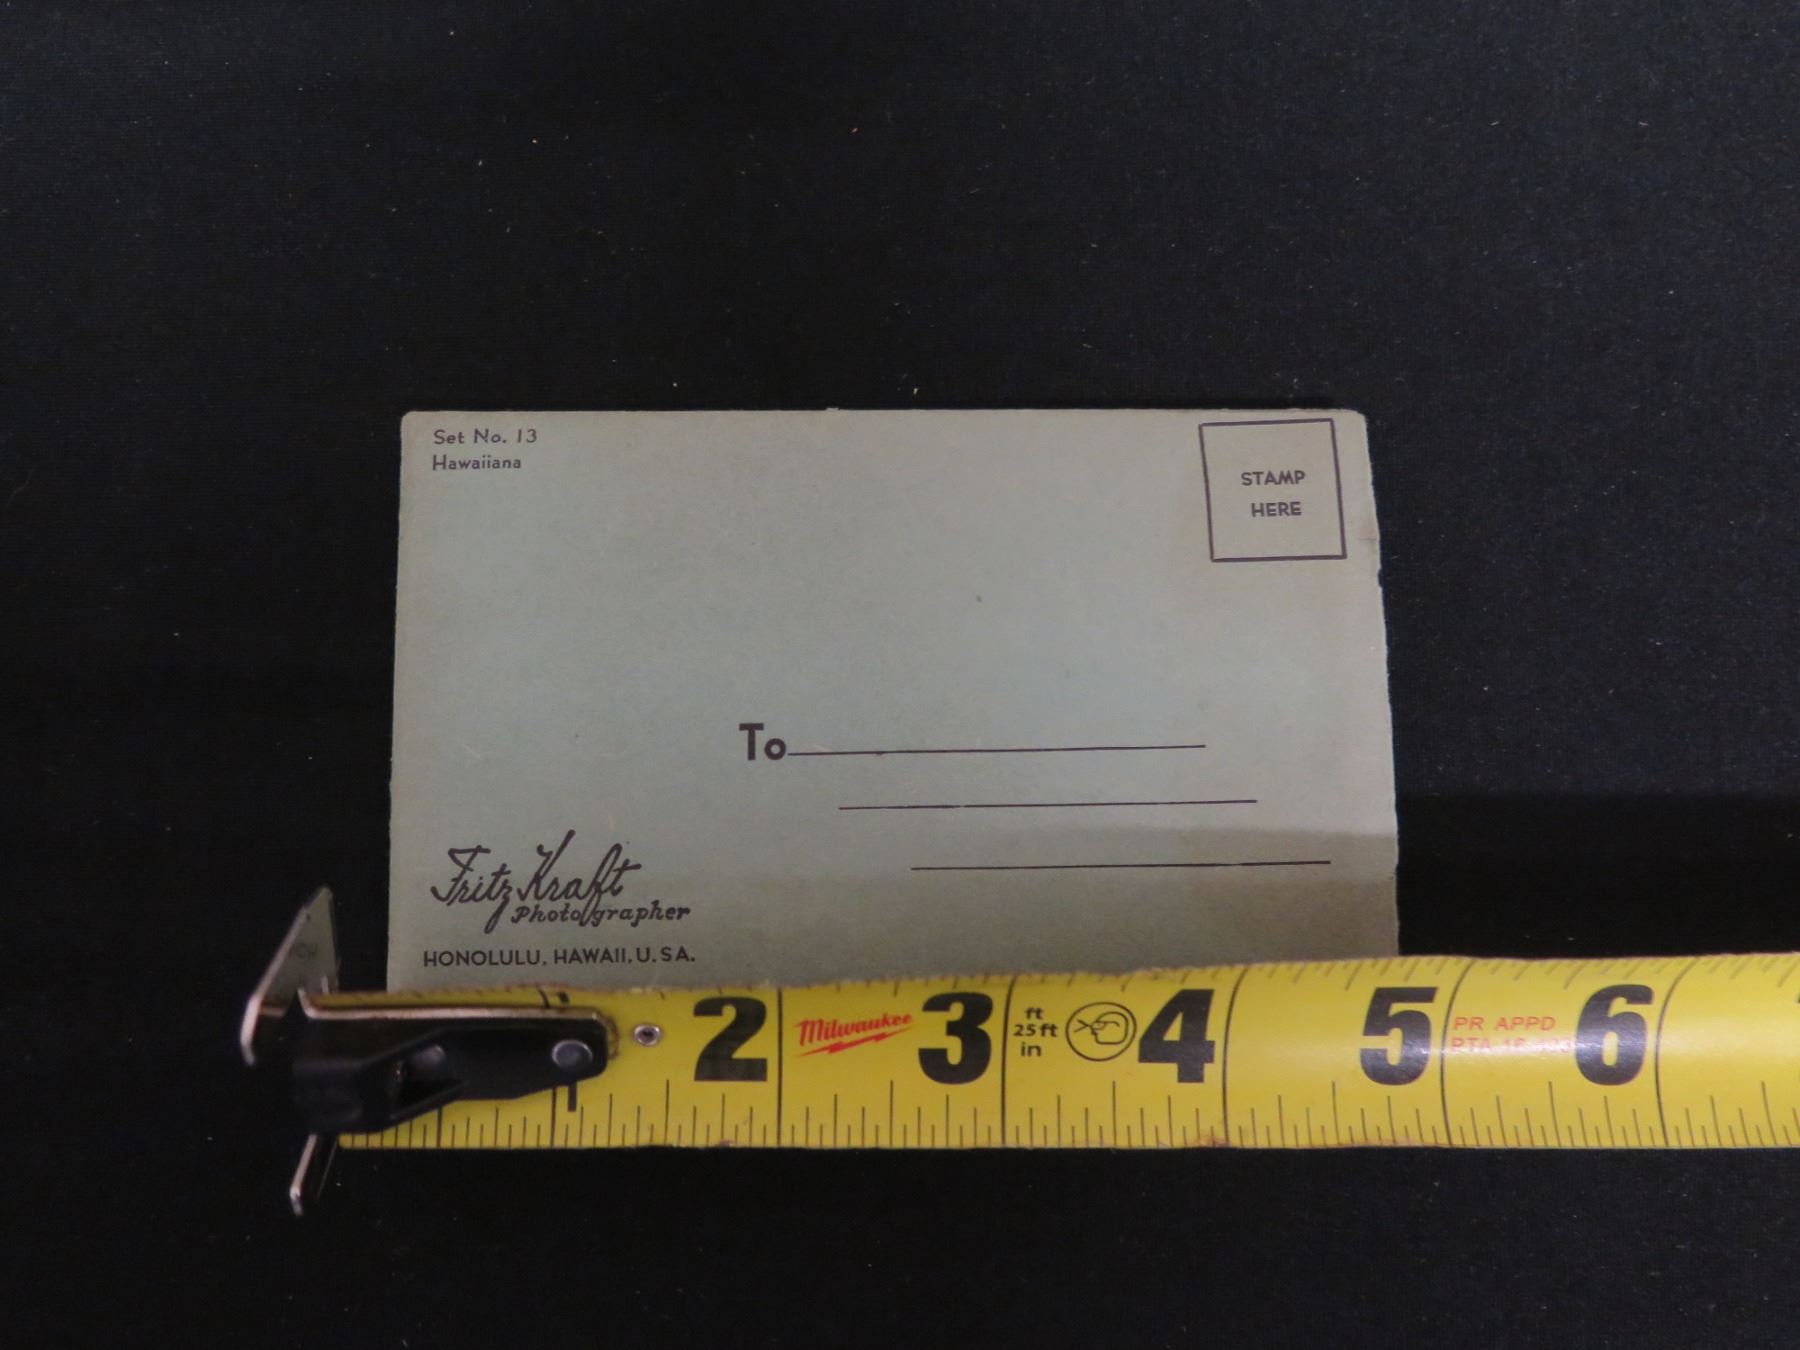 Set No. 13
Hawaiiana
STAMP
HERE
To
Fritz Kraft
Photographer
HONOLULU, HAWAII, U.S.A.
1 2 3 4 5 6
Milwaukee
ft
25 ft
in
PR APPD